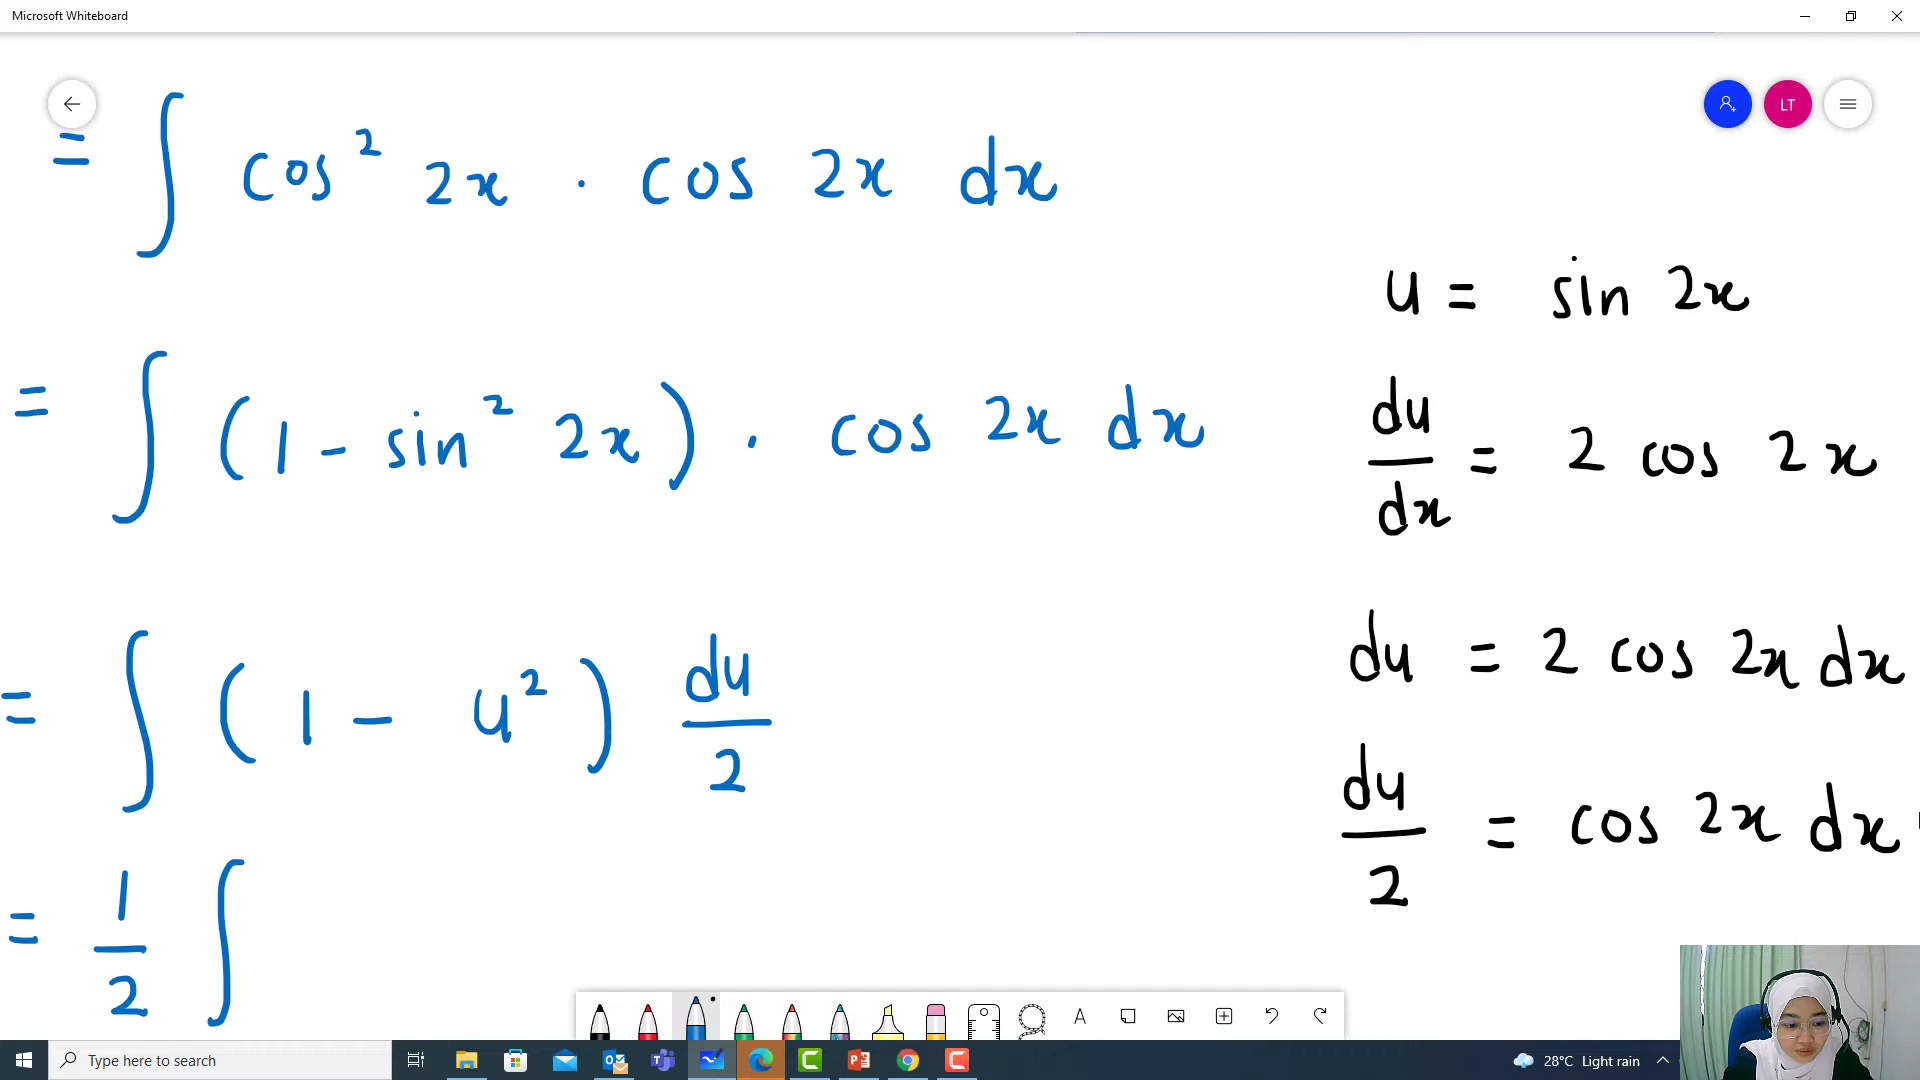 Microsoft Whiteboard
LT
= ∫ cos² 2x · cos 2x dx
= ∫ (1 - sin² 2x) · cos 2x dx
= ∫ (1 - u²) du/2
= 1/2 ∫
u = sin 2x
du/dx = 2 cos 2x
du = 2 cos 2x dx
du/2 = cos 2x dx
A
Type here to search
28°C Light rain